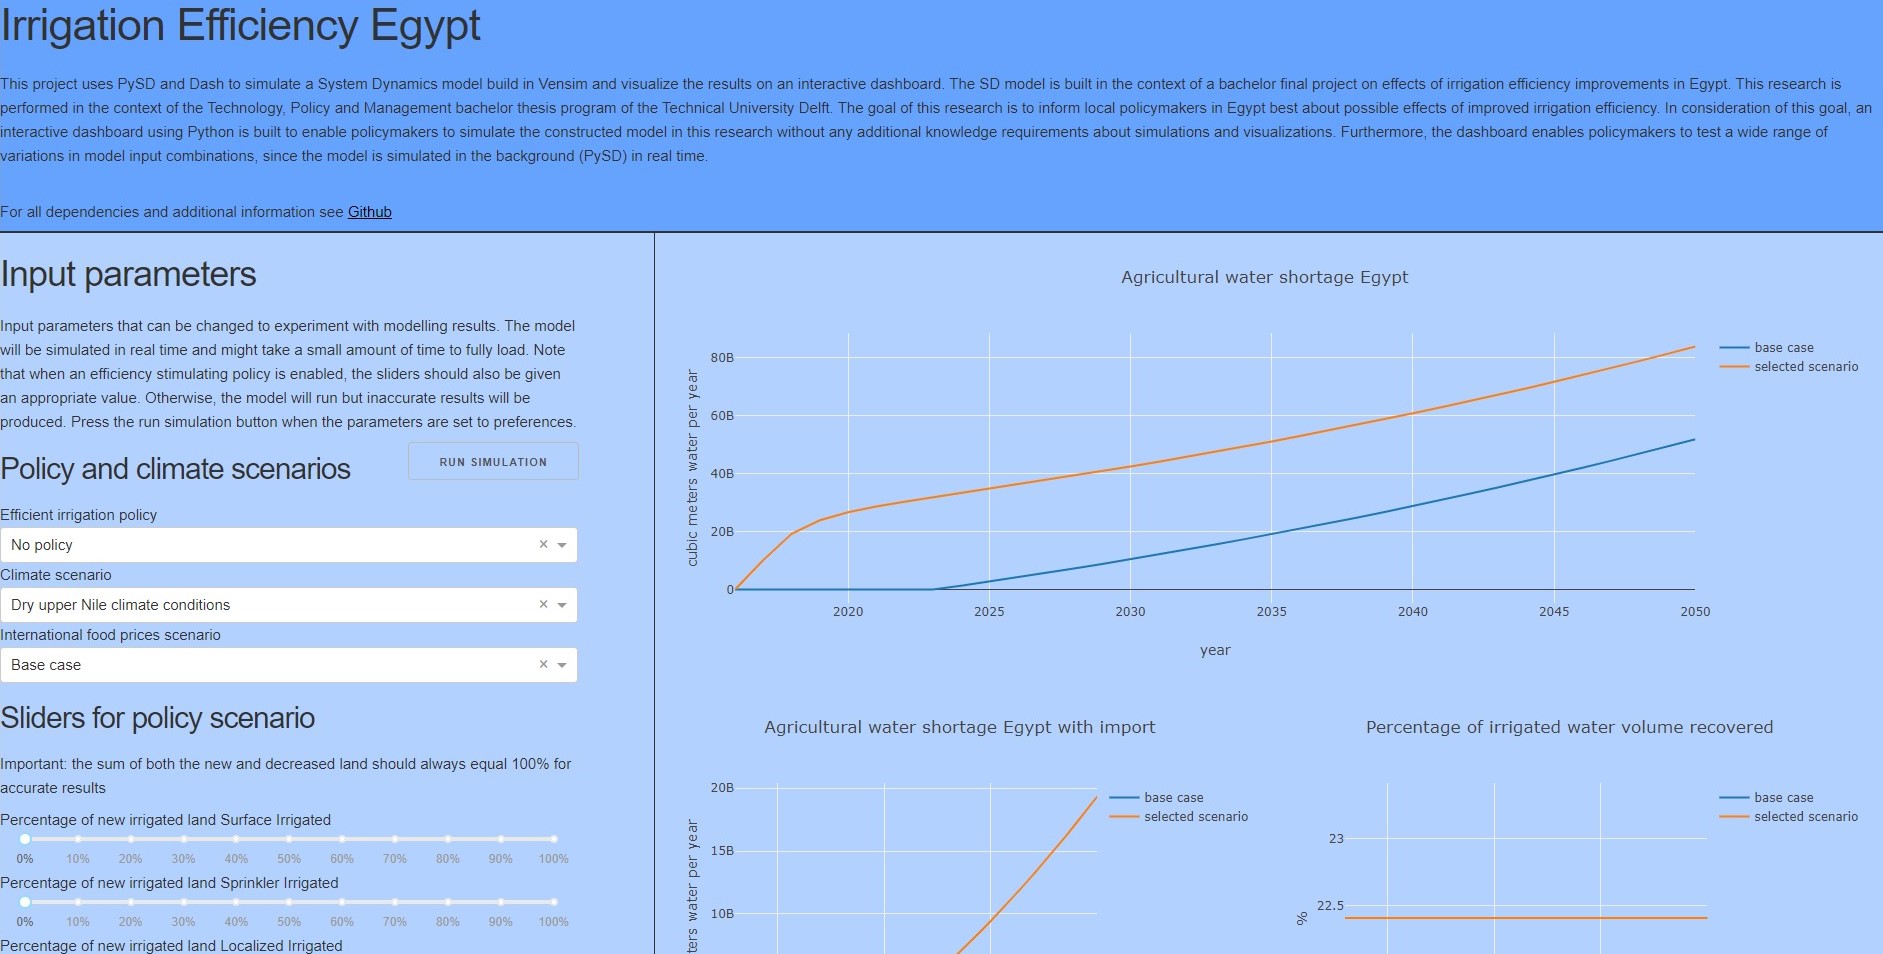 Irrigation Efficiency Egypt
This project uses PySD and Dash to simulate a System Dynamics model build in Vensim and visualize the results on an interactive dashboard. The SD model is built in the context of a bachelor final project on effects of irrigation efficiency improvements in Egypt. This research is
performed in the context of the Technology, Policy and Management bachelor thesis program of the Technical University Delft. The goal of this research is to inform local policymakers in Egypt best about possible effects of improved irrigation efficiency. In consideration of this goal, an
interactive dashboard using Python is built to enable policymakers to simulate the constructed model in this research without any additional knowledge requirements about simulations and visualizations. Furthermore, the dashboard enables policymakers to test a wide range of
variations in model input combinations, since the model is simulated in the background (PySD) in real time.
For all dependencies and additional information see Github
Input parameters
Input parameters that can be changed to experiment with modelling results. The model
will be simulated in real time and might take a small amount of time to fully load. Note
that when an efficiency stimulating policy is enabled, the sliders should also be given
an appropriate value. Otherwise, the model will run but inaccurate results will be
produced. Press the run simulation button when the parameters are set to preferences.
Policy and climate scenarios
RUN SIMULATION
Efficient irrigation policy
No policy
Climate scenario
Dry upper Nile climate conditions
International food prices scenario
Base case
Sliders for policy scenario
Important: the sum of both the new and decreased land should always equal 100% for
accurate results
Percentage of new irrigated land Surface Irrigated
0% 10% 20% 30% 40% 50% 60% 70% 80% 90% 100%
Percentage of new irrigated land Sprinkler Irrigated
0% 10% 20% 30% 40% 50% 60% 70% 80% 90% 100%
Percentage of new irrigated land Localized Irrigated
Agricultural water shortage Egypt
cubic meters water per year
80B
60B
40B
20B
0
2020 2025 2030 2035 2040 2045 2050
year
base case
selected scenario
Agricultural water shortage Egypt with import
ters water per year
20B
15B
10B
base case
selected scenario
Percentage of irrigated water volume recovered
%
23
22.5
base case
selected scenario